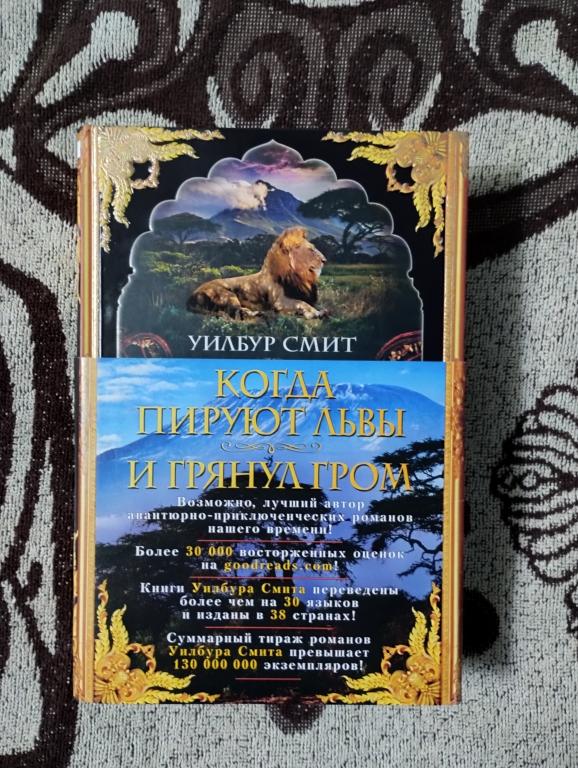 УИЛБУР СМИТ
КОГДА
ПИРУЮТ ЛЬВЫ
И ГРЯНУЛ ГРОМ
Возможно, лучший автор
авантюрно-приключенческих романов
нашего времени!
Более 30 000 восторженных оценок
на goodreads.com!
Книги Уилбура Смита переведены
более чем на 30 языков
и изданы в 38 странах!
Суммарный тираж романов
Уилбура Смита превышает
130 000 000 экземпляров!